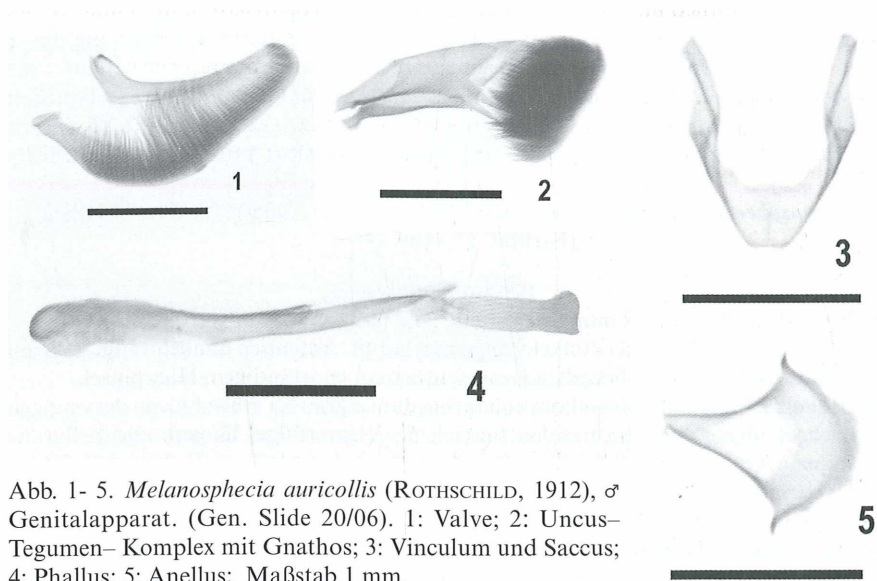 1
2
3
4
5
Abb. 1- 5. Melanosphecia auricollis (ROTHSCHILD, 1912), ♂
Genitalapparat. (Gen. Slide 20/06). 1: Valve; 2: Uncus–
Tegumen– Komplex mit Gnathos; 3: Vinculum und Saccus;
4: Phallus; 5: Anellus; Maßstab 1 mm.